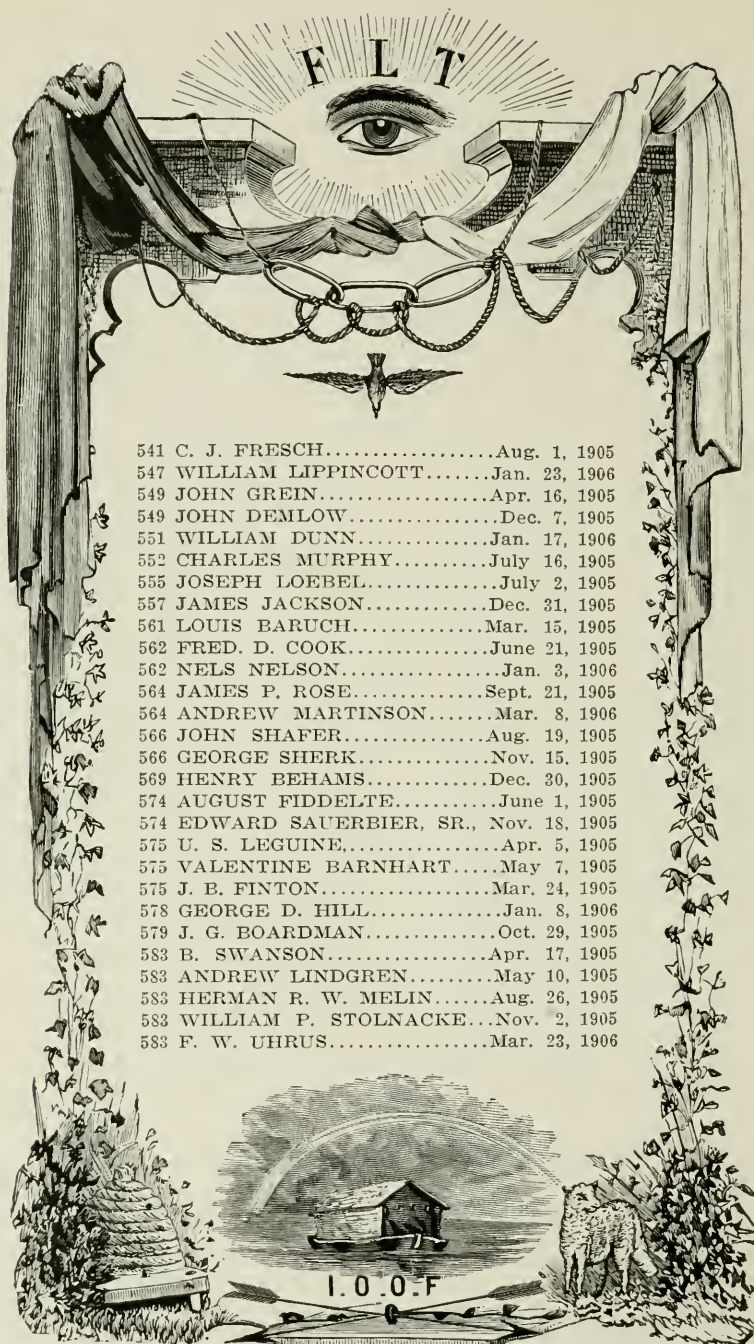 F L T
541 C. J. FRESCH..................Aug. 1, 1905
547 WILLIAM LIPPINCOTT.......Jan. 23, 1906
549 JOHN GREIN..................Apr. 16, 1905
549 JOHN DEMLOW................Dec. 7, 1905
551 WILLIAM DUNN..............Jan. 17, 1906
552 CHARLES MURPHY..........July 16, 1905
555 JOSEPH LOEBEL..............July 2, 1905
557 JAMES JACKSON.............Dec. 31, 1905
561 LOUIS BARUCH..............Mar. 15, 1905
562 FRED. D. COOK..............June 21, 1905
562 NELS NELSON.................Jan. 3, 1906
564 JAMES P. ROSE..............Sept. 21, 1905
564 ANDREW MARTINSON.......Mar. 8, 1906
566 JOHN SHAFER...............Aug. 19, 1905
566 GEORGE SHERK..............Nov. 15, 1905
569 HENRY BEHAMS.............Dec. 30, 1905
574 AUGUST FIDDELTE...........June 1, 1905
574 EDWARD SAUERBIER, SR., Nov. 18, 1905
575 U. S. LEGUINE,................Apr. 5, 1905
575 VALENTINE BARNHART.....May 7, 1905
575 J. B. FINTON.................Mar. 24, 1905
578 GEORGE D. HILL..............Jan. 8, 1906
579 J. G. BOARDMAN.............Oct. 29, 1905
583 B. SWANSON.................Apr. 17, 1905
583 ANDREW LINDGREN.........May 10, 1905
583 HERMAN R. W. MELIN......Aug. 26, 1905
583 WILLIAM P. STOLNACKE...Nov. 2, 1905
583 F. W. UHRUS.................Mar. 23, 1906
I.O.O.F